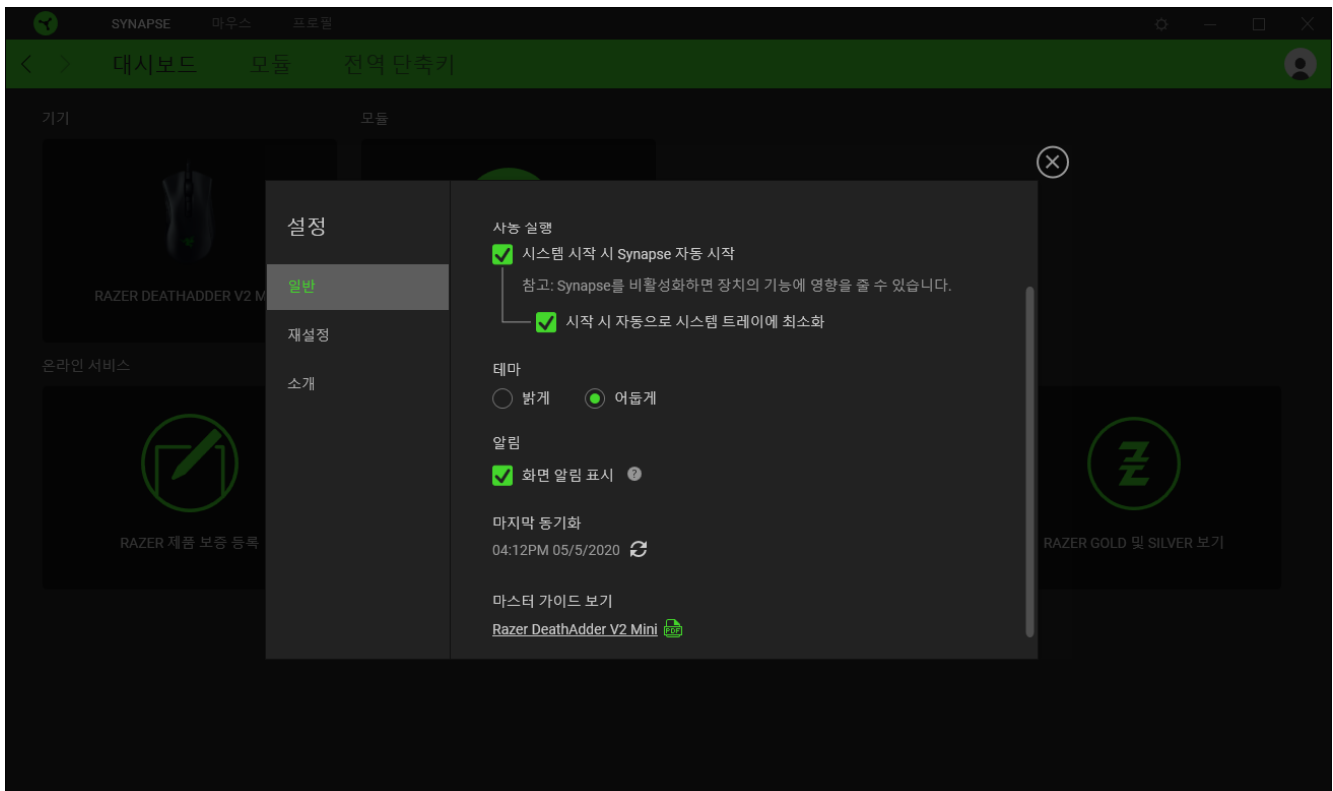 SYNAPSE 마우스 프로필
대시보드 모듈 전역 단축키
기기 모듈
RAZER DEATHADDER V2 M
온라인 서비스
RAZER 제품 보증 등록
RAZER GOLD 및 SILVER 보기
설정
일반
재설정
소개
실행
시스템 시작 시 Synapse 자동 시작
참고: Synapse를 비활성화하면 장치의 기능에 영향을 줄 수 있습니다.
시작 시 자동으로 시스템 트레이에 최소화
테마
밝게 어둡게
알림
화면 알림 표시 ?
마지막 동기화
04:12PM 05/5/2020
마스터 가이드 보기
Razer DeathAdder V2 Mini PDF